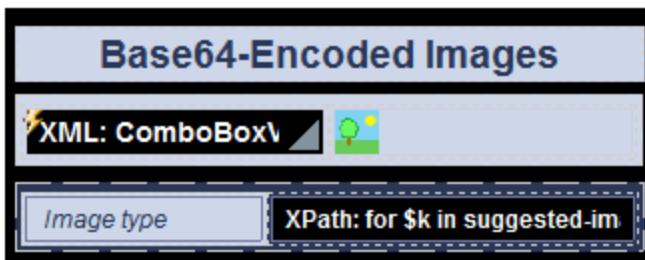 Base64-Encoded Images
XML: ComboBoxV
Image type
XPath: for $k in suggested-im